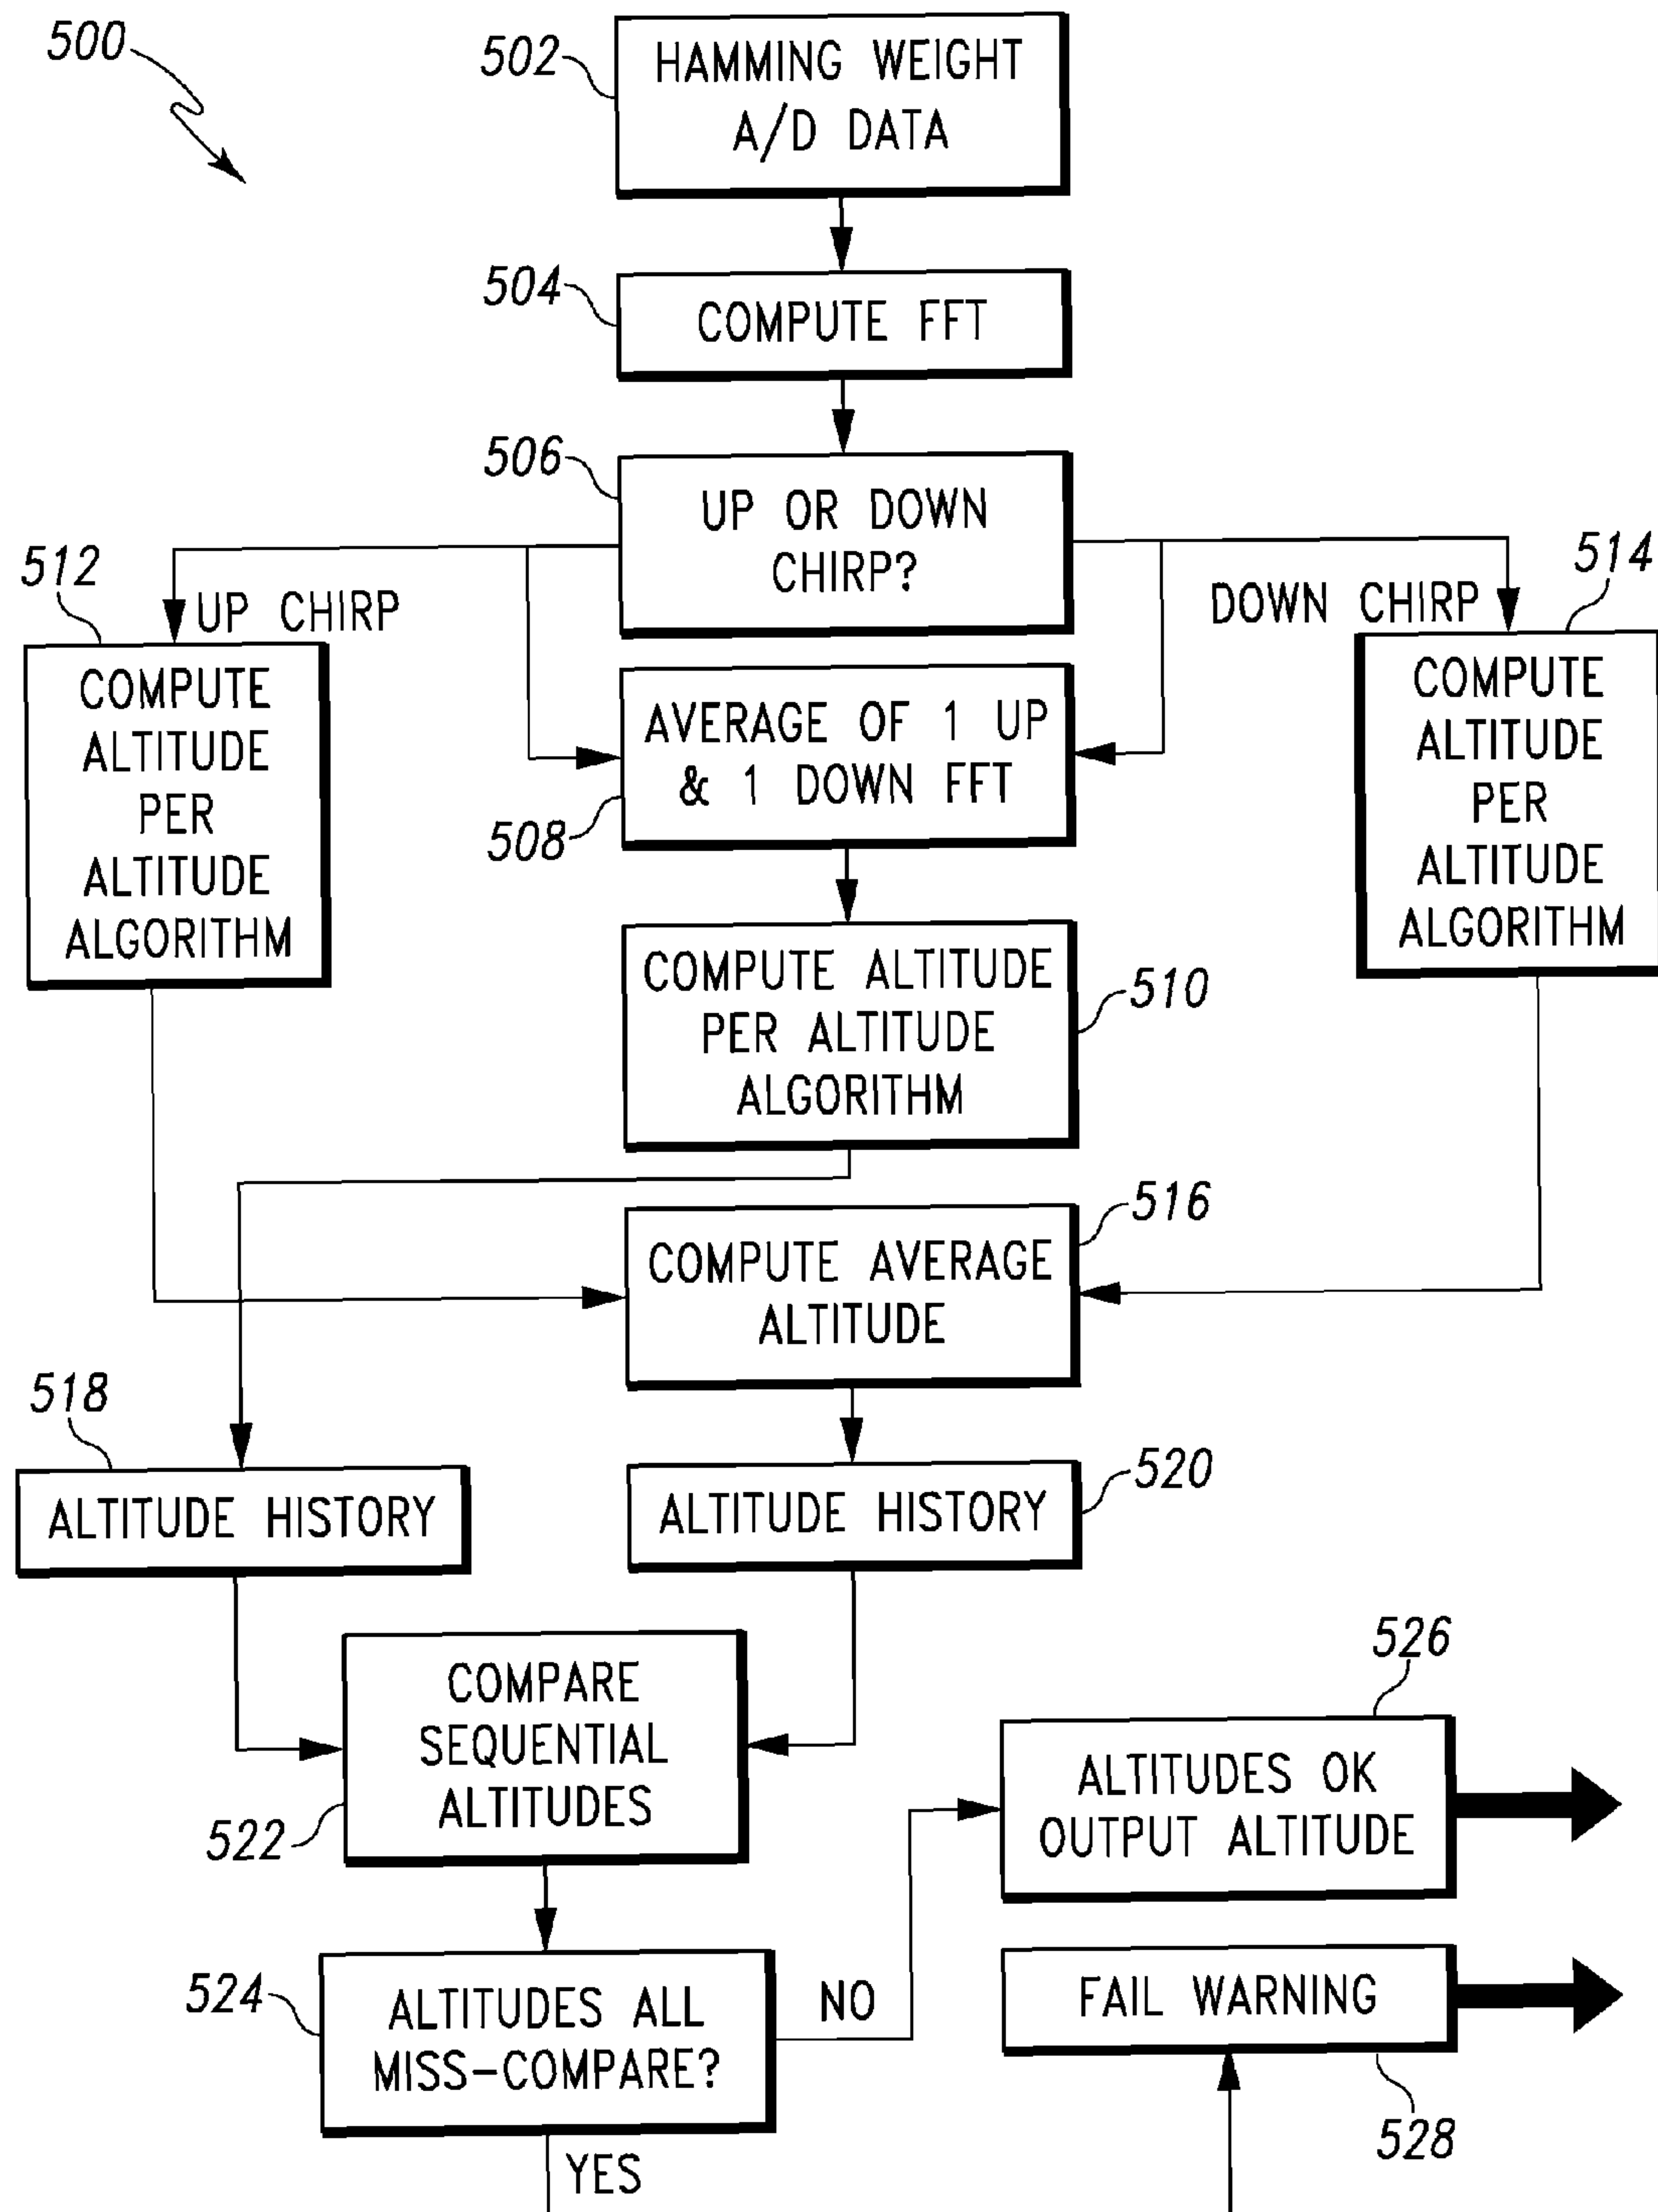 500
502
HAMMING WEIGHT
A/D DATA
504
COMPUTE FFT
506
UP OR DOWN
CHIRP?
512
UP CHIRP
DOWN CHIRP
514
COMPUTE
ALTITUDE
PER
ALTITUDE
ALGORITHM
AVERAGE OF 1 UP
& 1 DOWN FFT
508
COMPUTE
ALTITUDE
PER
ALTITUDE
ALGORITHM
COMPUTE ALTITUDE
PER ALTITUDE
ALGORITHM
510
516
COMPUTE AVERAGE
ALTITUDE
518
ALTITUDE HISTORY
520
ALTITUDE HISTORY
COMPARE
SEQUENTIAL
ALTITUDES
522
526
ALTITUDES OK
OUTPUT ALTITUDE
524
ALTITUDES ALL
MISS-COMPARE?
NO
FAIL WARNING
528
YES